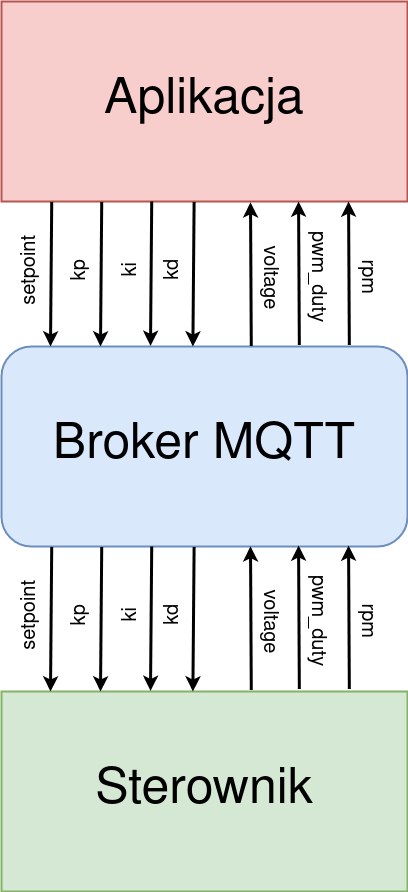 Aplikacja
setpoint
kp
ki
kd
voltage
pwm_duty
rpm
Broker MQTT
setpoint
kp
ki
kd
voltage
pwm_duty
rpm
Sterownik